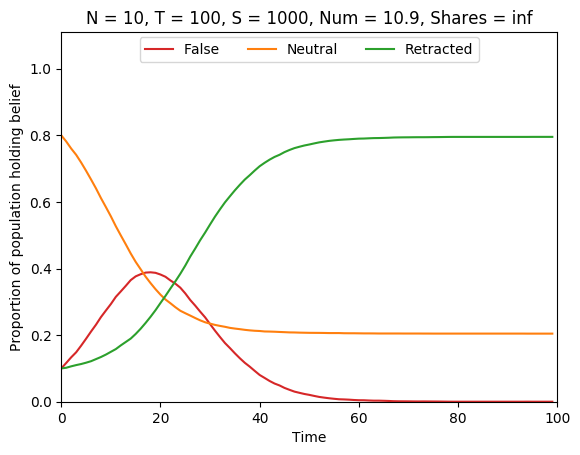 N = 10, T = 100, S = 1000, Num = 10.9, Shares = inf
False Neutral Retracted
Proportion of population holding belief
1.0
0.8
0.6
0.4
0.2
0.0
0 20 40 60 80 100
Time